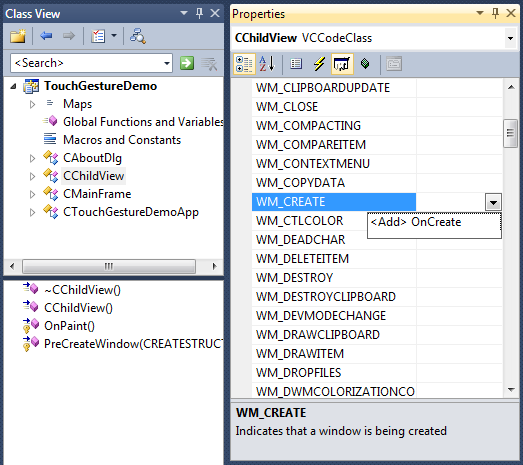 Class View
<Search>
TouchGestureDemo
Maps
Global Functions and Variables
Macros and Constants
CAboutDlg
CChildView
CMainFrame
CTouchGestureDemoApp
~CChildView()
CChildView()
OnPaint()
PreCreateWindow(CREATESTRUCT
Properties
CChildView VCCodeClass
WM_CLIPBOARDUPDATE
WM_CLOSE
WM_COMPACTING
WM_COMPAREITEM
WM_CONTEXTMENU
WM_COPYDATA
WM_CREATE
<Add> OnCreate
WM_CTLCOLOR
WM_DEADCHAR
WM_DELETEITEM
WM_DESTROY
WM_DESTROYCLIPBOARD
WM_DEVMODECHANGE
WM_DRAWCLIPBOARD
WM_DRAWITEM
WM_DROPFILES
WM_DWMCOLORIZATIONCO
WM_CREATE
Indicates that a window is being created